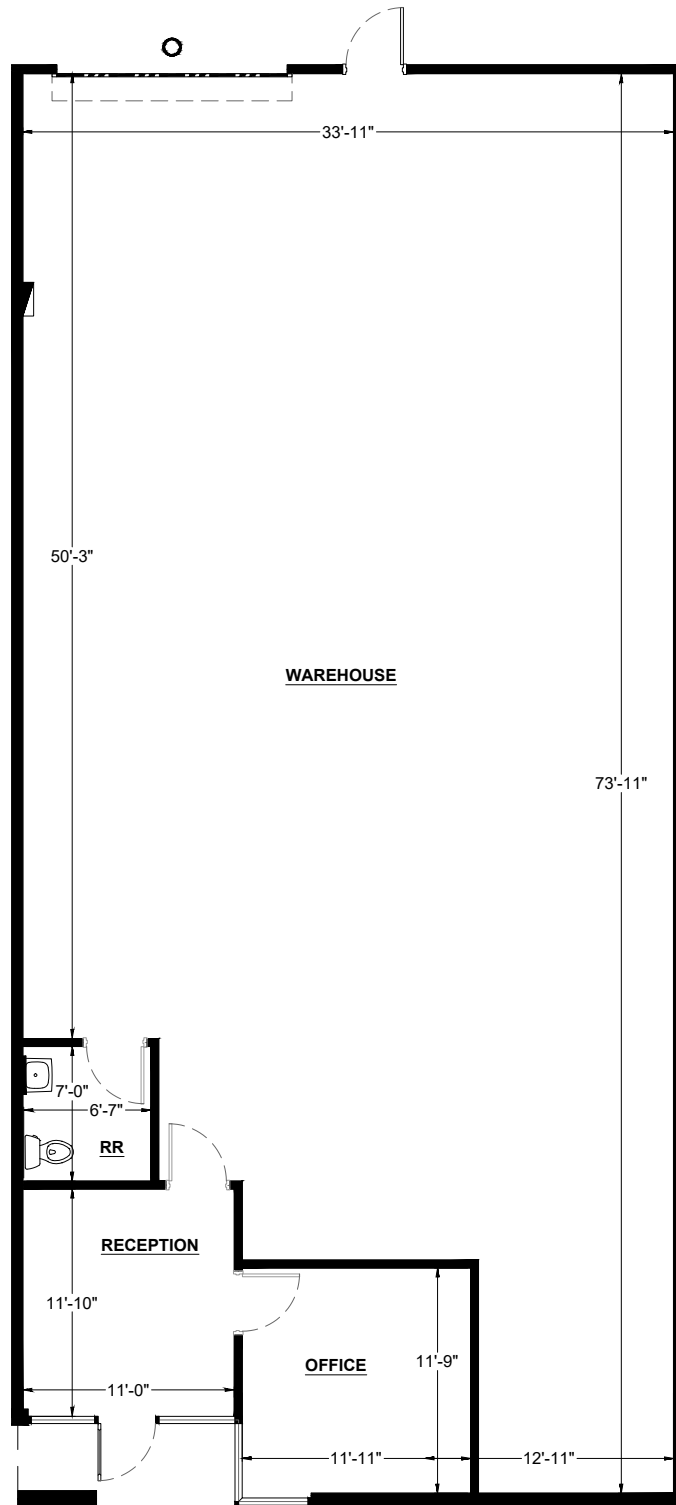 33'-11"
50'-3"
WAREHOUSE
73'-11"
7'-0"
6'-7"
RR
RECEPTION
11'-10"
OFFICE
11'-9"
11'-0"
11'-11"
12'-11"